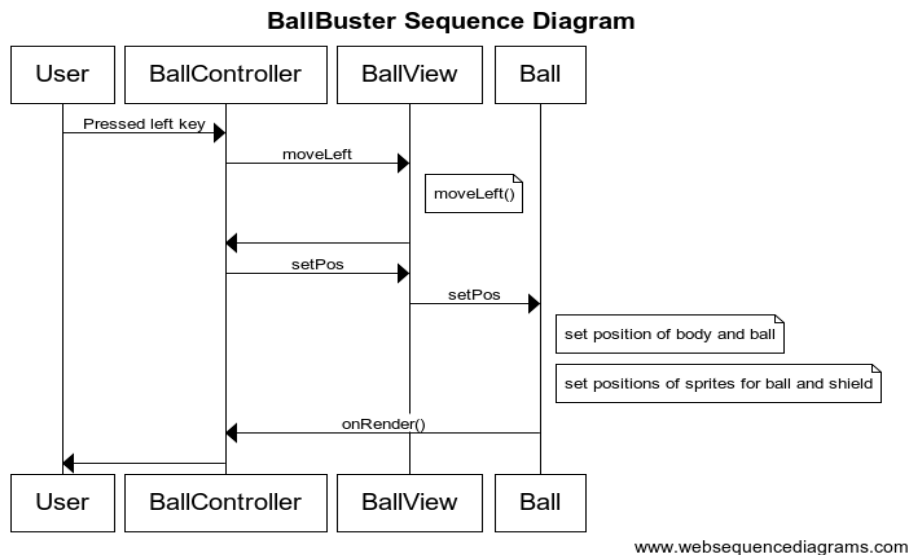 BallBuster Sequence Diagram
User
BallController
BallView
Ball
Pressed left key
moveLeft
moveLeft()
setPos
setPos
set position of body and ball
set positions of sprites for ball and shield
onRender()
User
BallController
BallView
Ball
www.websequencediagrams.com